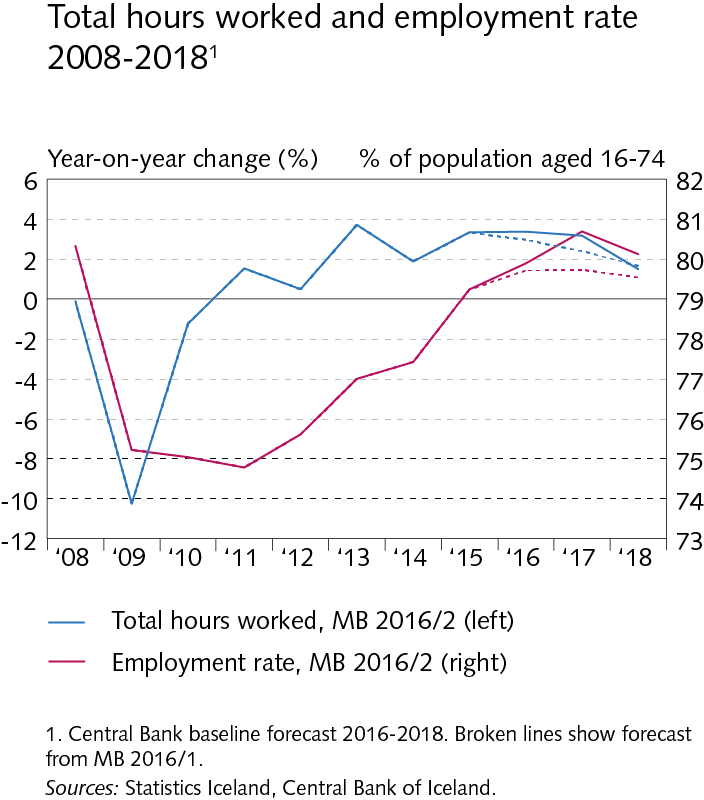 Total hours worked and employment rate
2008-2018¹
Year-on-year change (%) % of population aged 16-74
6 82
4 81
2 80
0 79
-2 78
-4 77
-6 76
-8 75
-10 74
-12 73
‘08 ‘09 ‘10 ‘11 ‘12 ‘13 ‘14 ‘15 ‘16 ‘17 ‘18
Total hours worked, MB 2016/2 (left)
Employment rate, MB 2016/2 (right)
1. Central Bank baseline forecast 2016-2018. Broken lines show forecast
from MB 2016/1.
Sources: Statistics Iceland, Central Bank of Iceland.